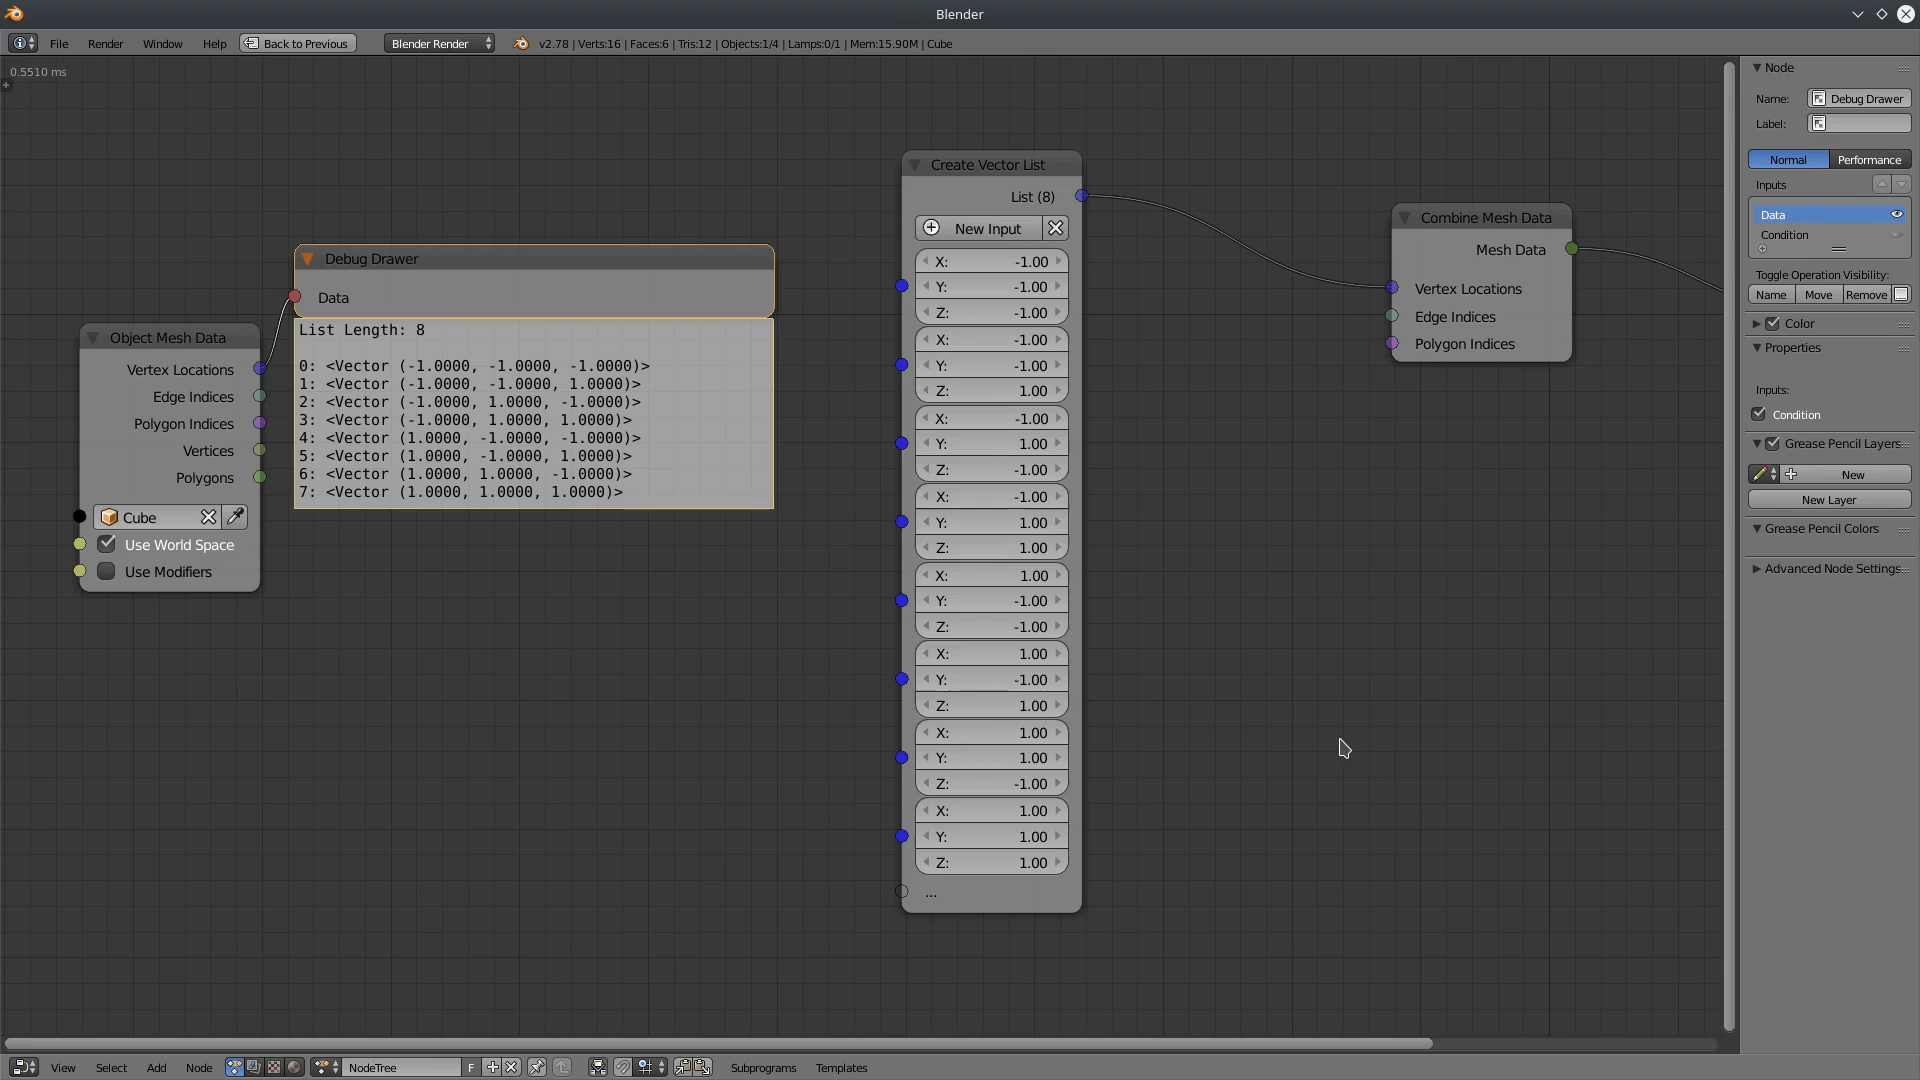 Blender
File Render Window Help Back to Previous Blender Render v2.78 | Verts:16 | Faces:6 | Tris:12 | Objects:1/4 | Lamps:0/1 | Mem:15.90M | Cube
0.5510 ms
Object Mesh Data
Vertex Locations
Edge Indices
Polygon Indices
Vertices
Polygons
Cube
Use World Space
Use Modifiers
Debug Drawer
Data
List Length: 8
0: <Vector (-1.0000, -1.0000, -1.0000)>
1: <Vector (-1.0000, -1.0000, 1.0000)>
2: <Vector (-1.0000, 1.0000, -1.0000)>
3: <Vector (-1.0000, 1.0000, 1.0000)>
4: <Vector (1.0000, -1.0000, -1.0000)>
5: <Vector (1.0000, -1.0000, 1.0000)>
6: <Vector (1.0000, 1.0000, -1.0000)>
7: <Vector (1.0000, 1.0000, 1.0000)>
Create Vector List
List (8)
New Input
X: -1.00
Y: -1.00
Z: -1.00
X: -1.00
Y: -1.00
Z: 1.00
X: -1.00
Y: 1.00
Z: -1.00
X: -1.00
Y: 1.00
Z: 1.00
X: 1.00
Y: -1.00
Z: -1.00
X: 1.00
Y: -1.00
Z: 1.00
X: 1.00
Y: 1.00
Z: -1.00
X: 1.00
Y: 1.00
Z: 1.00
...
Combine Mesh Data
Mesh Data
Vertex Locations
Edge Indices
Polygon Indices
Node
Name: Debug Drawer
Label:
Normal Performance
Inputs
Data
Condition
Toggle Operation Visibility:
Name Move Remove
Color
Properties
Inputs:
Condition
Grease Pencil Layers
New
New Layer
Grease Pencil Colors
Advanced Node Settings
View Select Add Node NodeTree F Subprograms Templates